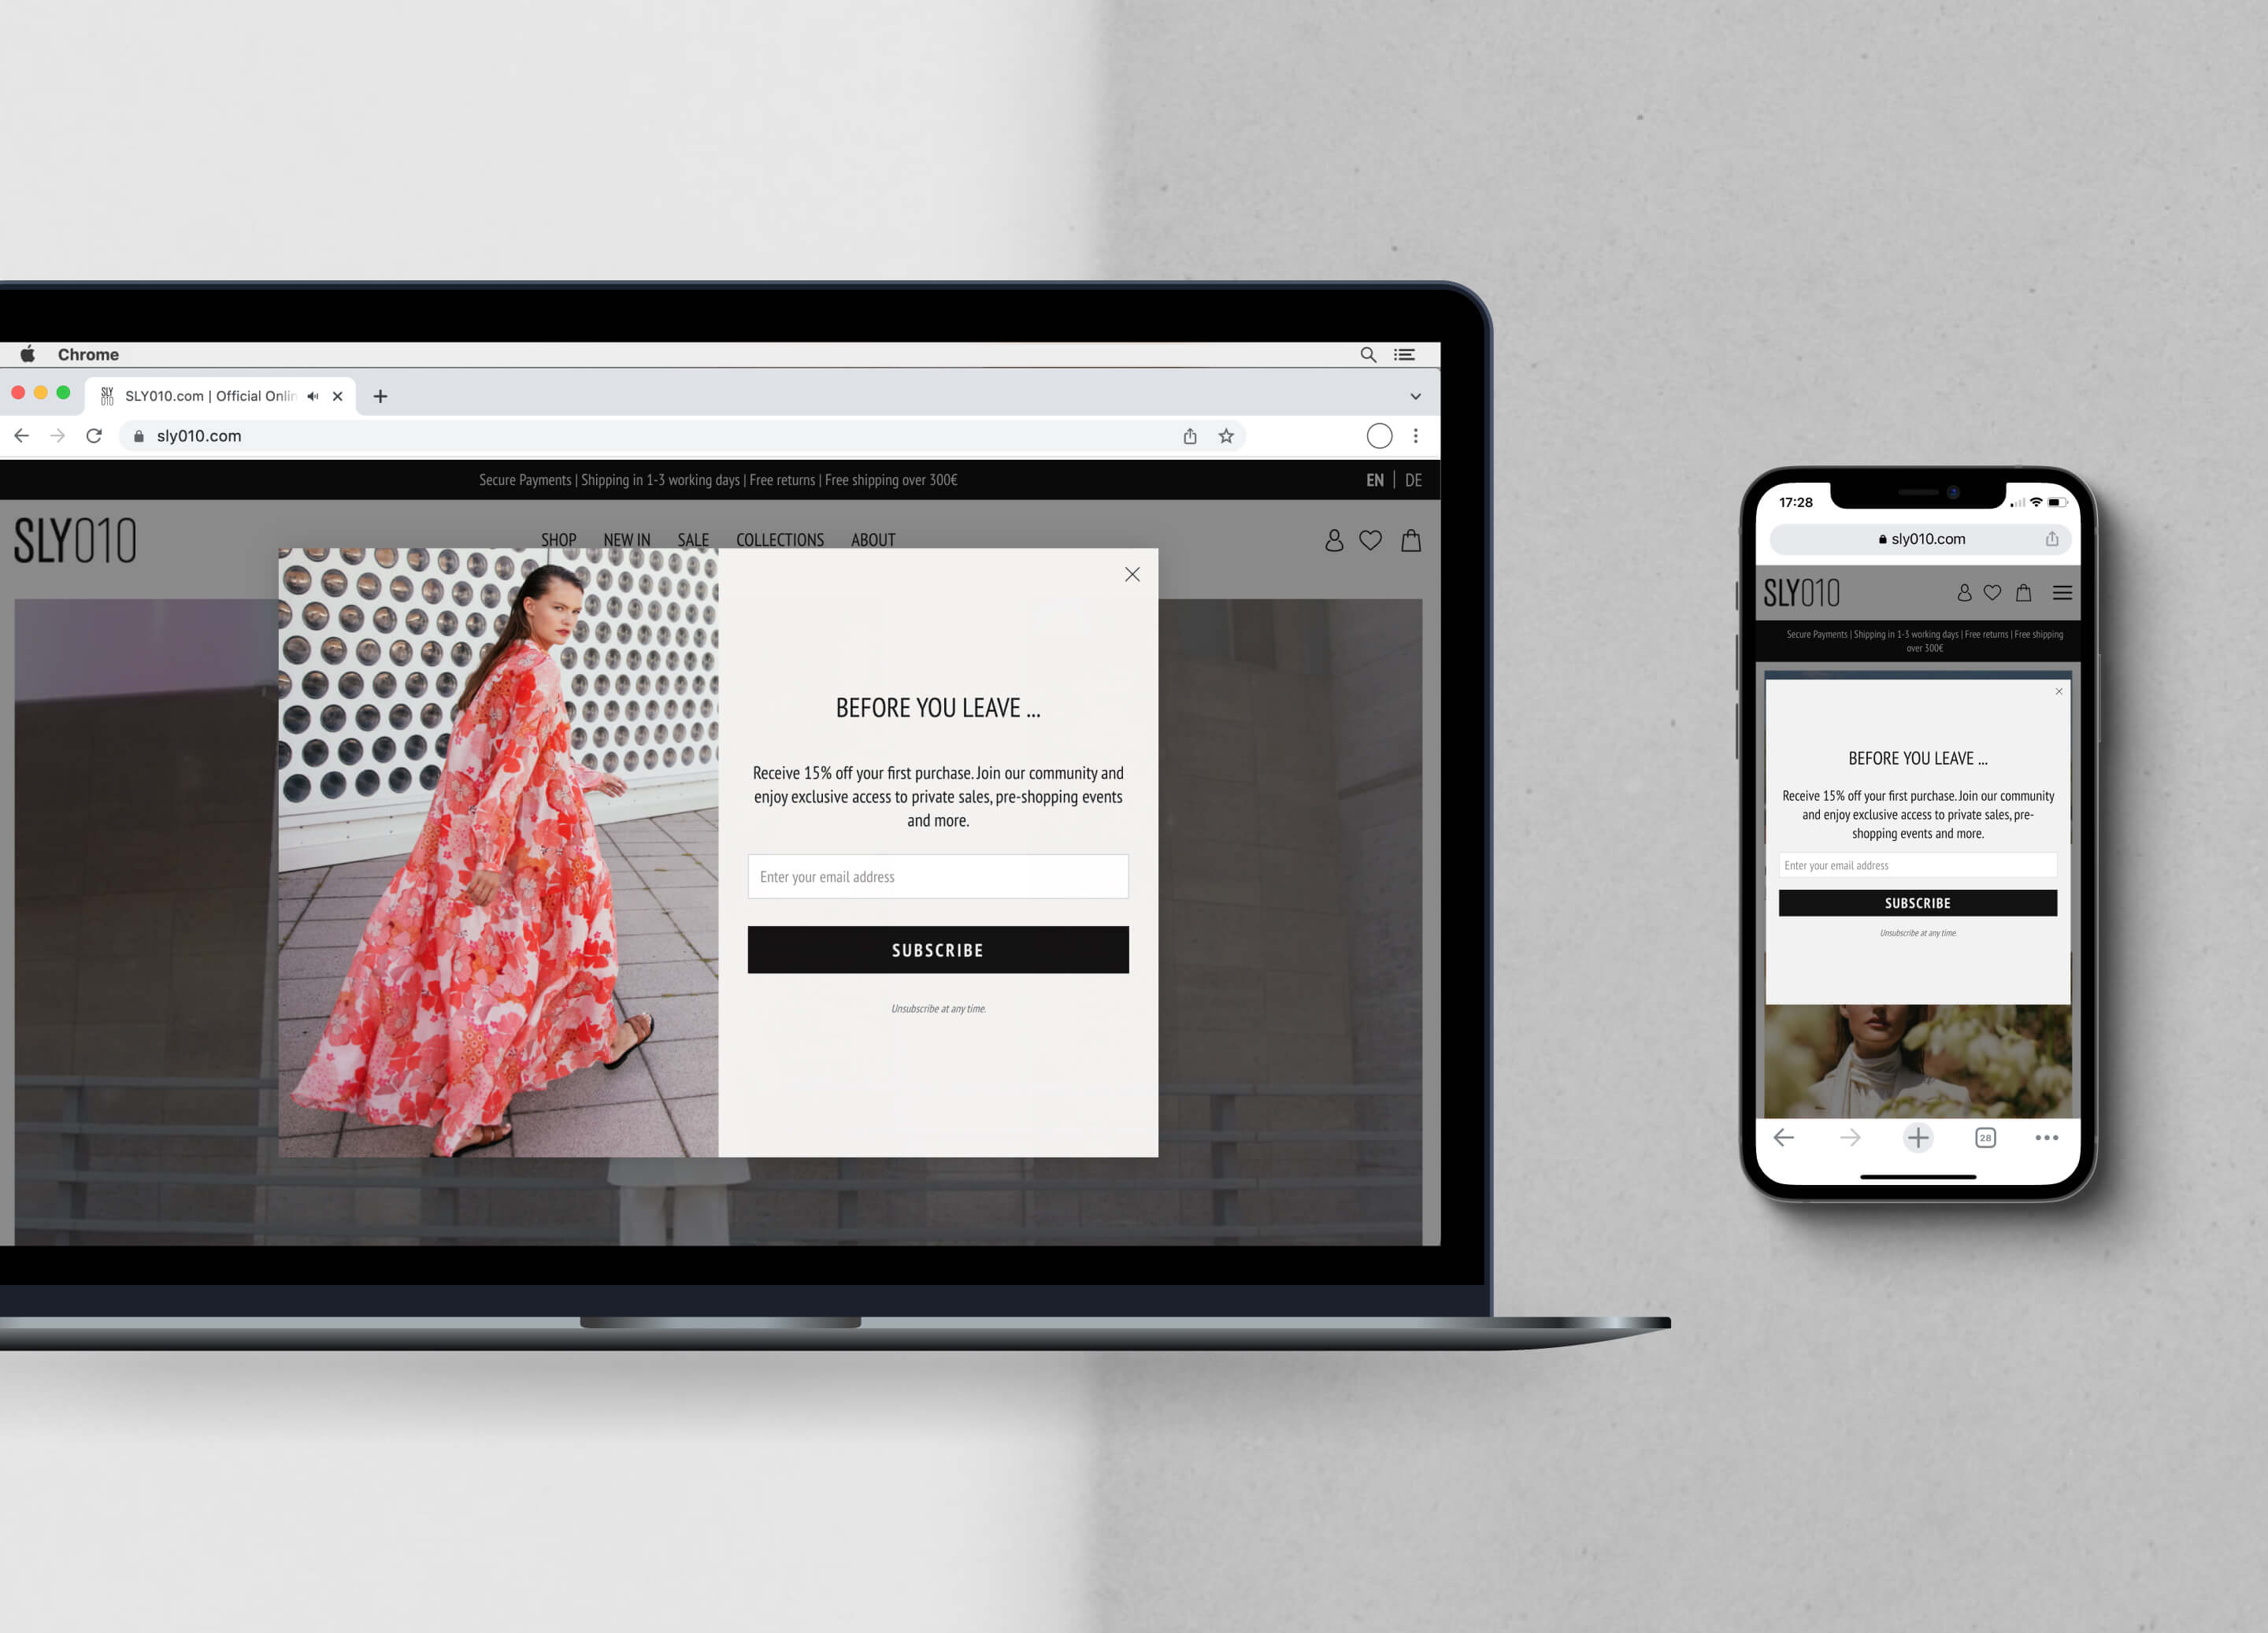 Chrome
SLY
010
SLY010.com | Official Onlin
sly010.com
Secure Payments | Shipping in 1-3 working days | Free returns | Free shipping over 300€
EN | DE
SLY010
SHOP NEW IN SALE COLLECTIONS ABOUT
BEFORE YOU LEAVE ...
Receive 15% off your first purchase. Join our community and
enjoy exclusive access to private sales, pre-shopping events
and more.
Enter your email address
SUBSCRIBE
Unsubscribe at any time.
17:28
sly010.com
SLY010
Secure Payments | Shipping in 1-3 working days | Free returns | Free shipping
over 300€
BEFORE YOU LEAVE ...
Receive 15% off your first purchase. Join our community
and enjoy exclusive access to private sales, pre-
shopping events and more.
Enter your email address
SUBSCRIBE
Unsubscribe at any time.
28